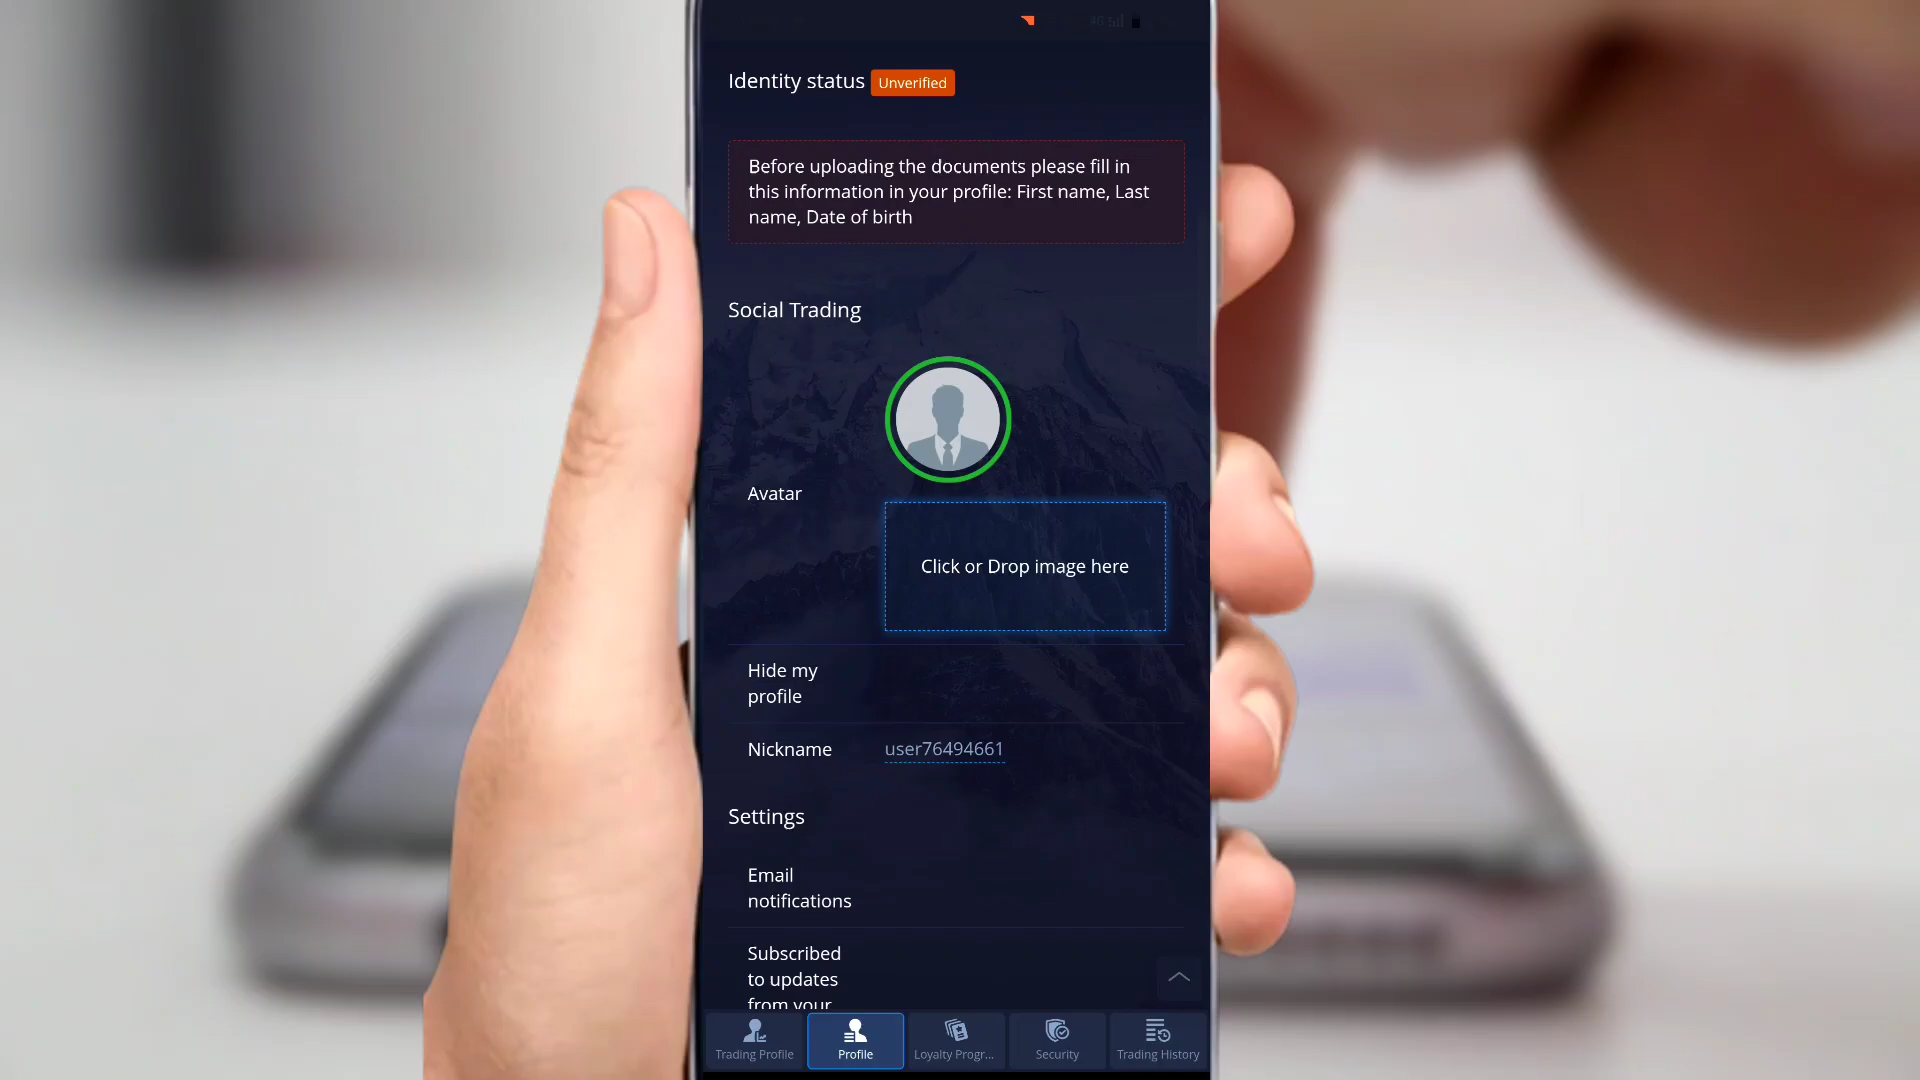 4G
Identity status Unverified
Before uploading the documents please fill in
this information in your profile: First name, Last
name, Date of birth
Social Trading
Avatar
Click or Drop image here
Hide my
profile
Nickname user76494661
Settings
Email
notifications
Subscribed
to updates
from your
Trading Profile
Profile
Loyalty Progr...
Security
Trading History